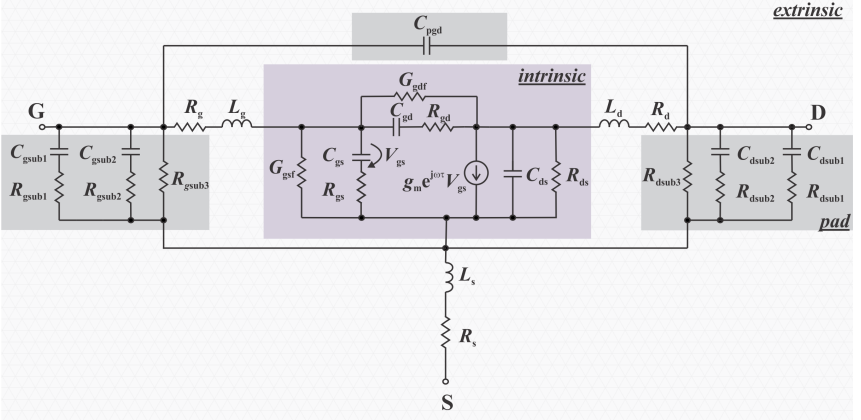 extrinsic
C_pgd
intrinsic
G_gdf
G R_g L_g C_gd R_gd L_d R_d D
C_gsub1 C_gsub2 C_gs V_gs C_dsub2 C_dsub1
R_gsub1 R_gsub2 R_gsub3 G_gsf R_gs g_m e^jωτ V_gs C_ds R_ds R_dsub3 R_dsub2 R_dsub1
pad
L_s
R_s
S